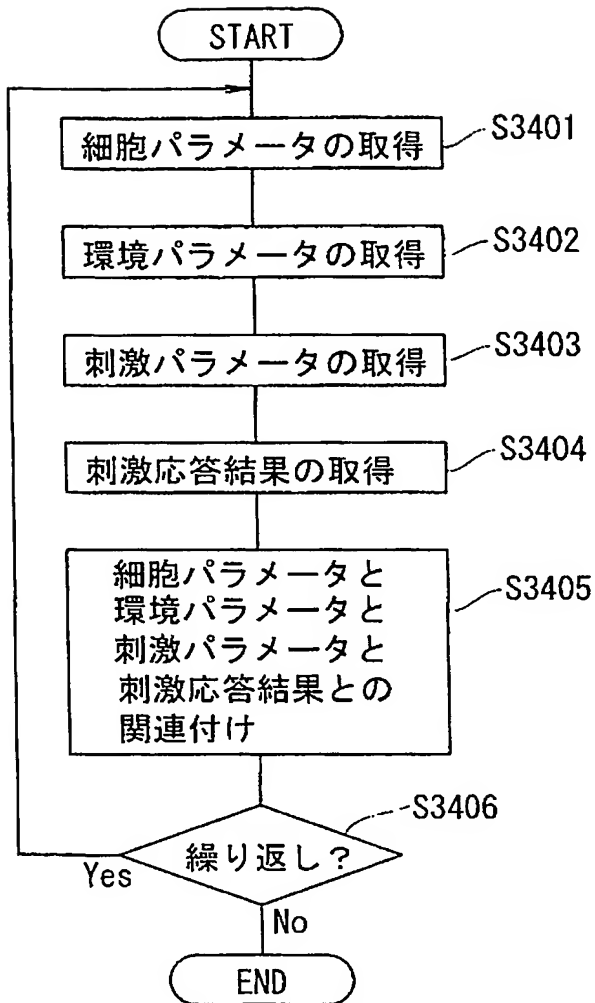 START
細胞パラメータの取得
S3401
環境パラメータの取得
S3402
刺激パラメータの取得
S3403
刺激応答結果の取得
S3404
細胞パラメータと
環境パラメータと
刺激パラメータと
刺激応答結果との
関連付け
S3405
繰り返し?
S3406
Yes
No
END